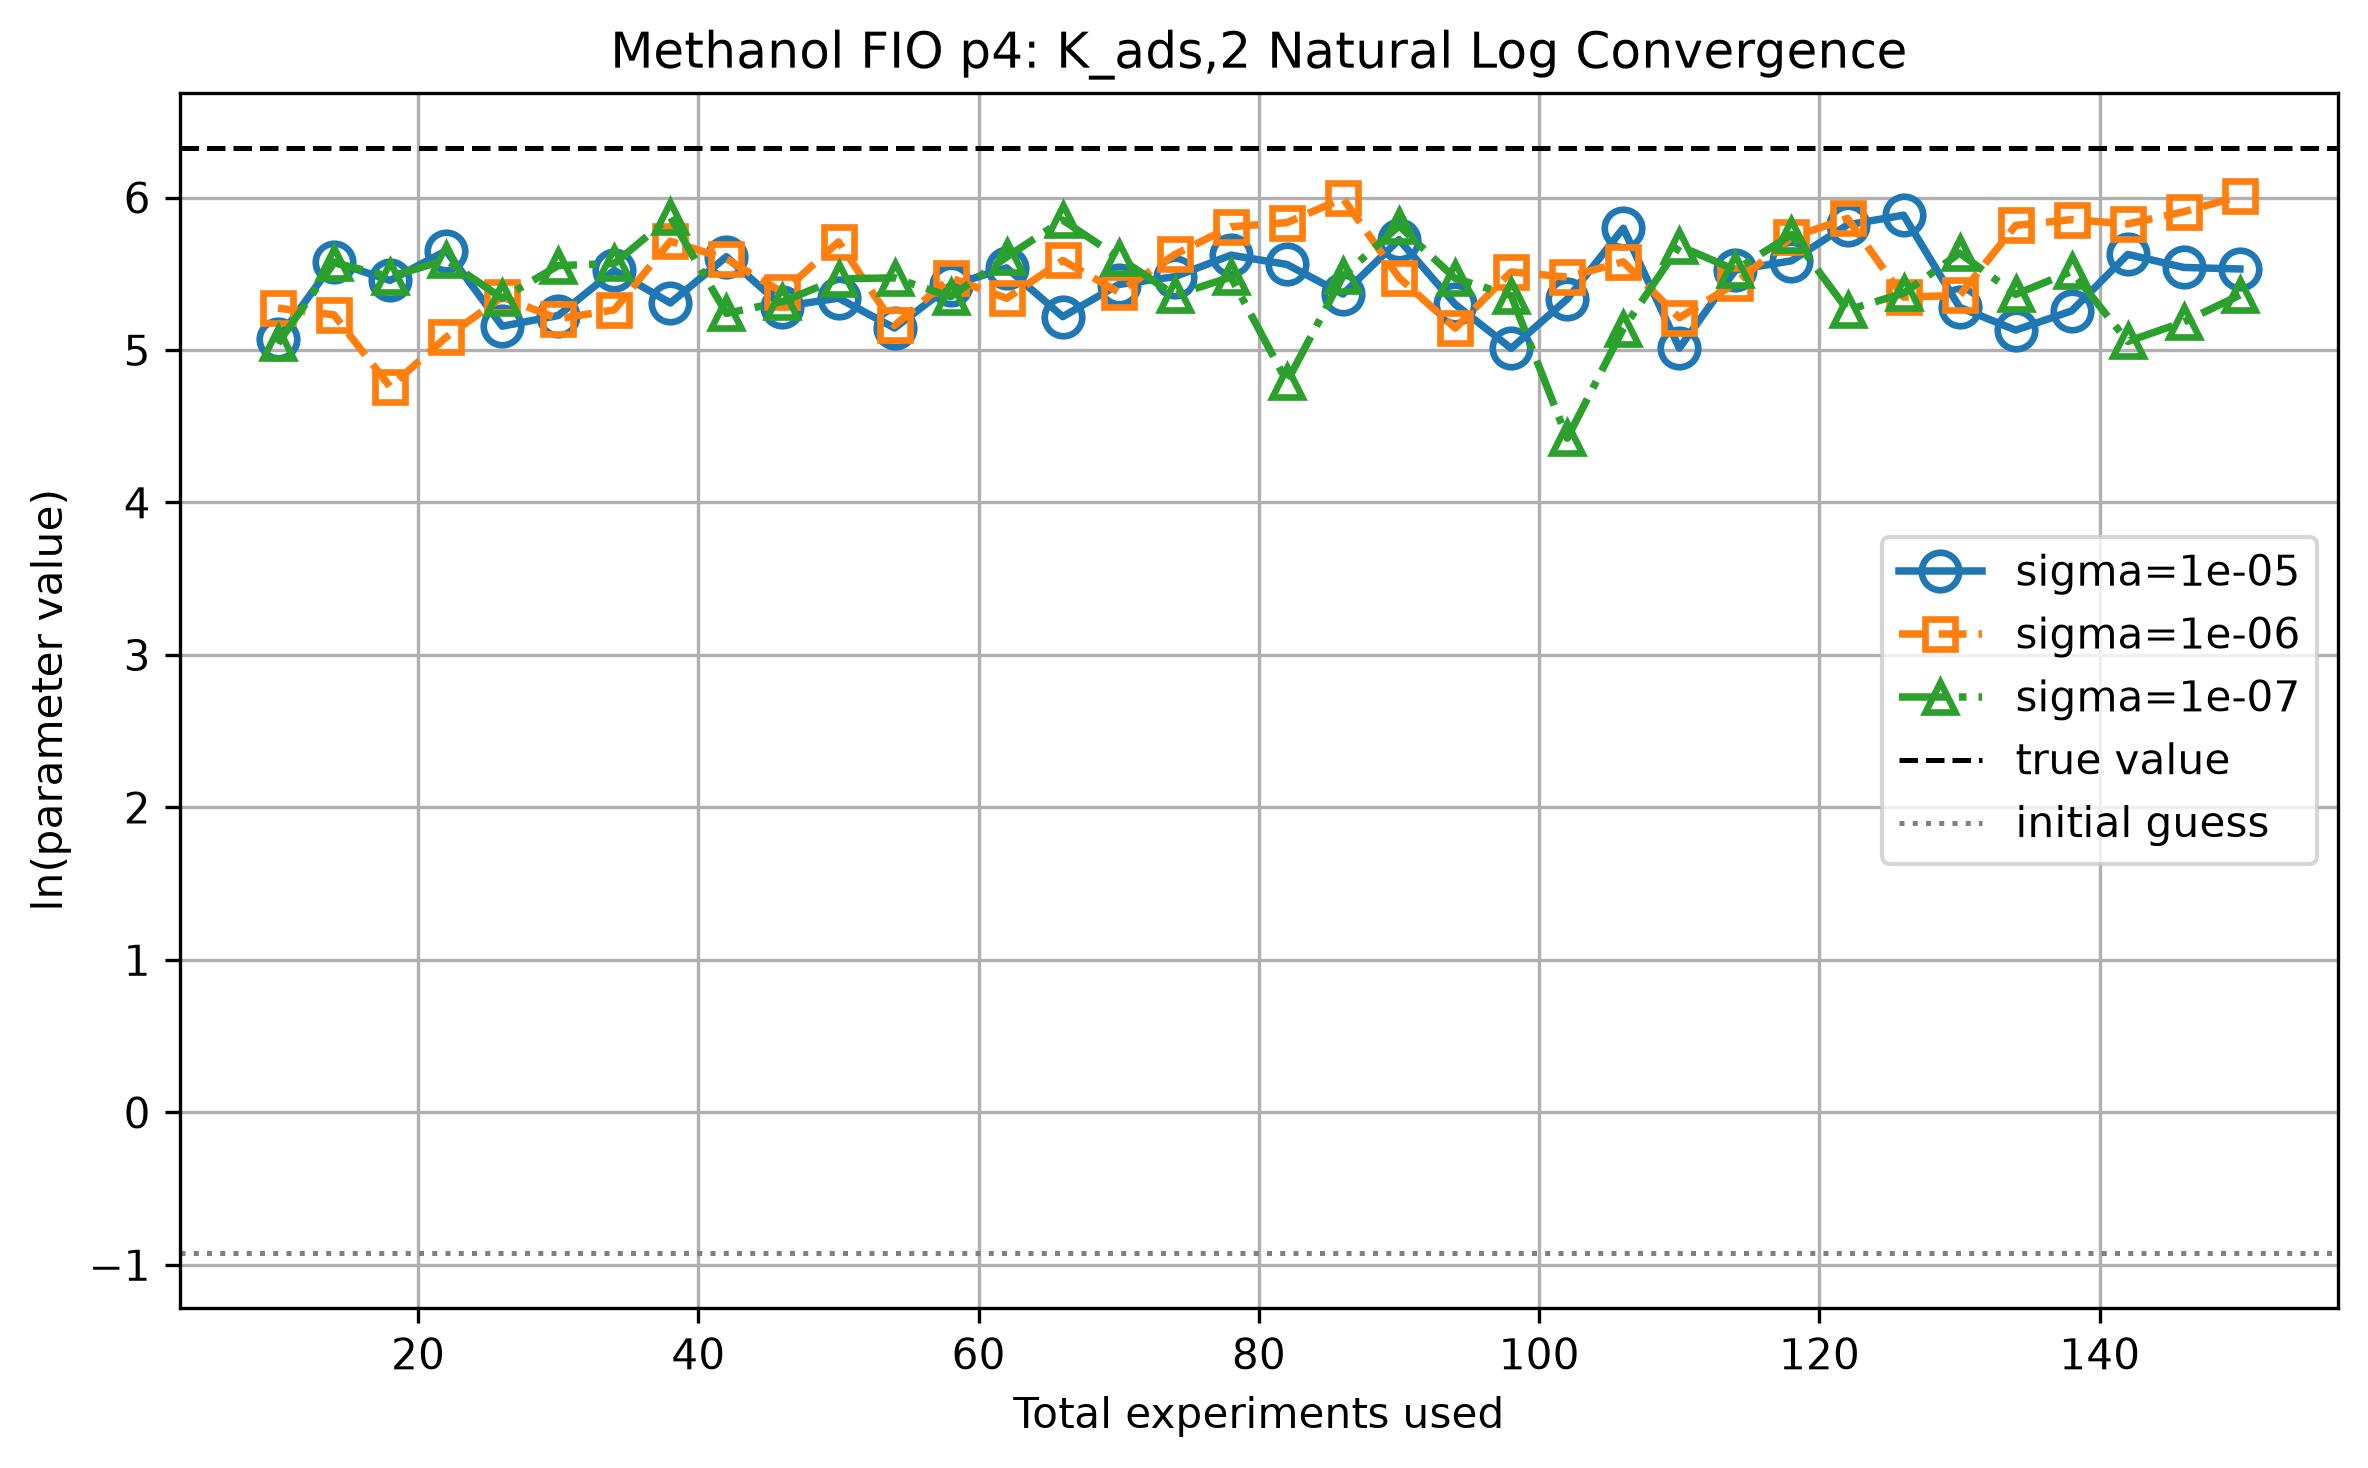 Methanol FIO p4: K_ads,2 Natural Log Convergence
ln(parameter value)
6
5
4
3
2
1
0
−1
sigma=1e-05
sigma=1e-06
sigma=1e-07
true value
initial guess
20 40 60 80 100 120 140
Total experiments used